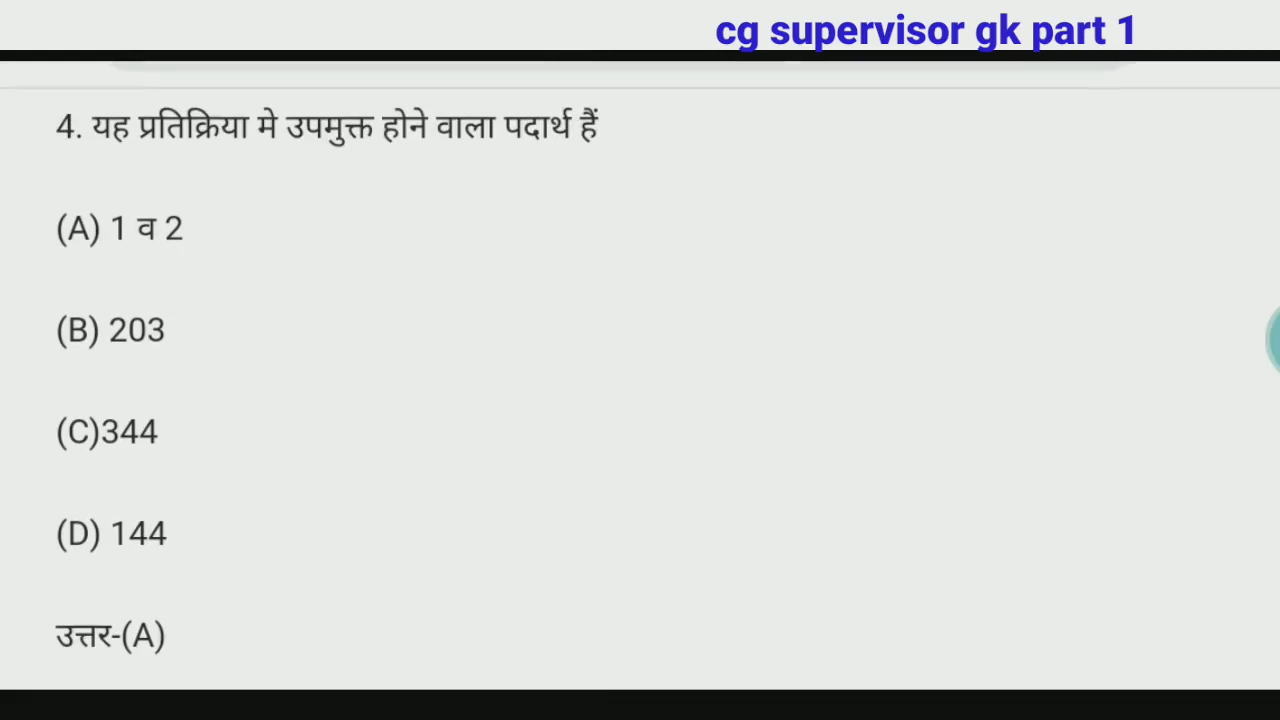 cg supervisor gk part 1
4. यह प्रतिक्रिया मे उपमुक्त होने वाला पदार्थ हैं
(A) 1 व 2
(B) 203
(C)344
(D) 144
उत्तर-(A)